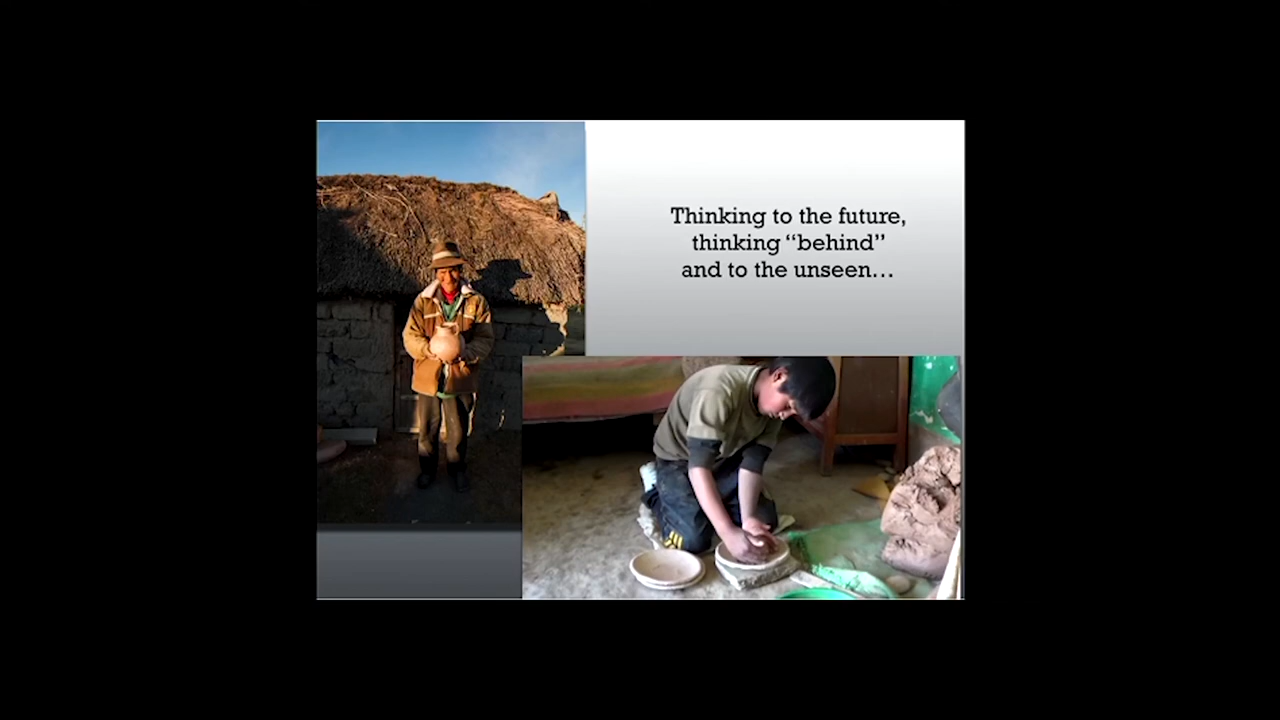 Thinking to the future,
thinking “behind”
and to the unseen…